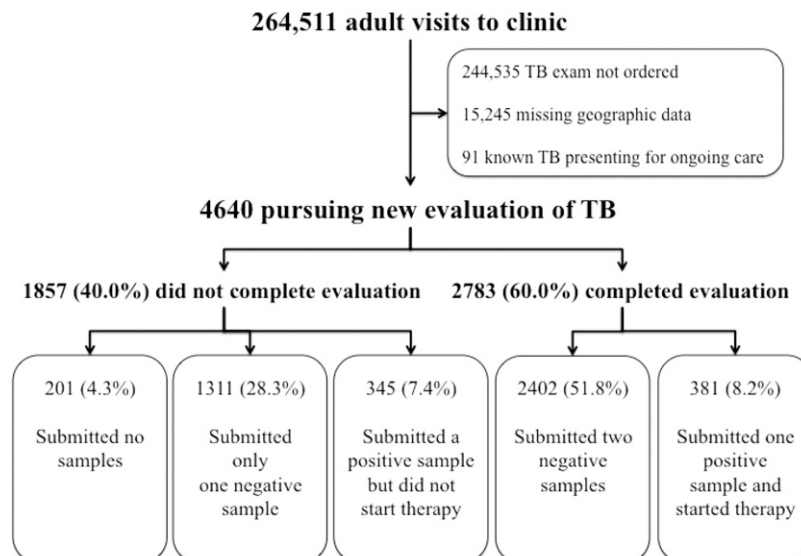 264,511 adult visits to clinic
244,535 TB exam not ordered
15,245 missing geographic data
91 known TB presenting for ongoing care
4640 pursuing new evaluation of TB
1857 (40.0%) did not complete evaluation
2783 (60.0%) completed evaluation
201 (4.3%)
Submitted no
samples
1311 (28.3%)
Submitted
only
one negative
sample
345 (7.4%)
Submitted a
positive sample
but did not
start therapy
2402 (51.8%)
Submitted two
negative
samples
381 (8.2%)
Submitted one
positive
sample and
started therapy